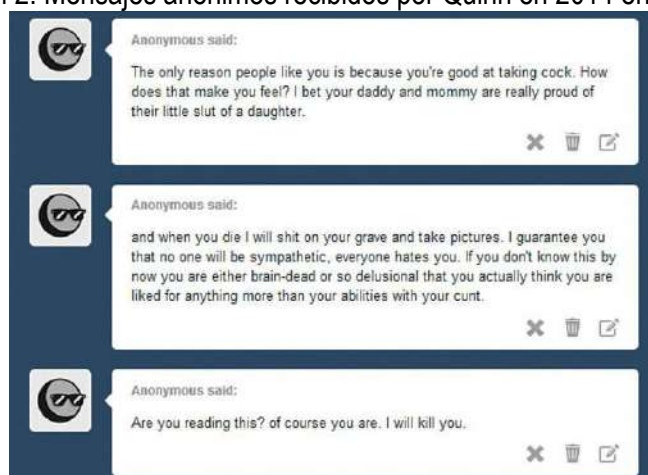 2. Mensajes anónimos recibidos por Quinn en 2014 en
Anonymous said:
The only reason people like you is because you're good at taking cock. How
does that make you feel? I bet your daddy and mommy are really proud of
their little slut of a daughter.
Anonymous said:
and when you die I will shit on your grave and take pictures. I guarantee you
that no one will be sympathetic, everyone hates you. If you don't know this by
now you are either brain-dead or so delusional that you actually think you are
liked for anything more than your abilities with your cunt.
Anonymous said:
Are you reading this? of course you are. I will kill you.